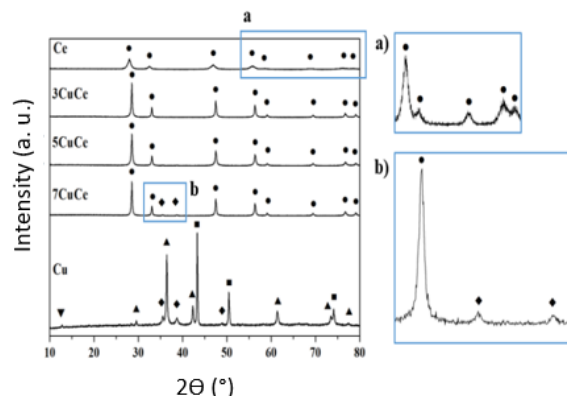 a
Ce
a)
3CuCe
5CuCe
7CuCe
b
b)
Cu
Intensity (a. u.)
10 20 30 40 50 60 70 80
2Θ (°)